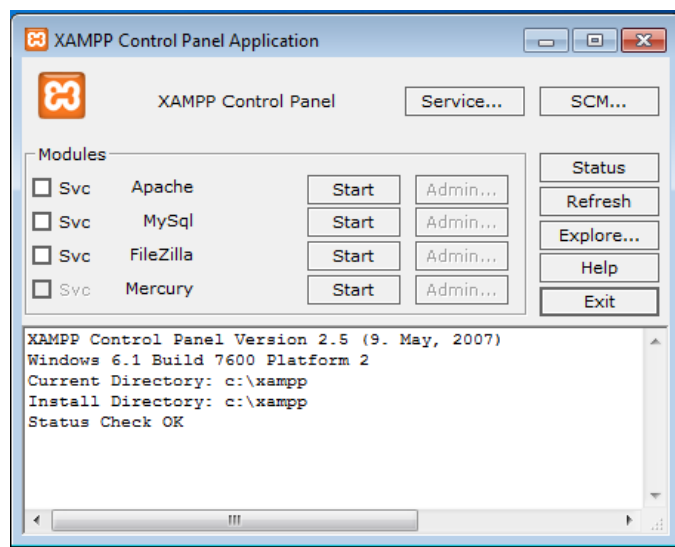 XAMPP Control Panel Application
XAMPP Control Panel Service... SCM...
Modules
Svc Apache Start Admin...
Svc MySql Start Admin...
Svc FileZilla Start Admin...
Svc Mercury Start Admin...
Status
Refresh
Explore...
Help
Exit
XAMPP Control Panel Version 2.5 (9. May, 2007)
Windows 6.1 Build 7600 Platform 2
Current Directory: c:\xampp
Install Directory: c:\xampp
Status Check OK